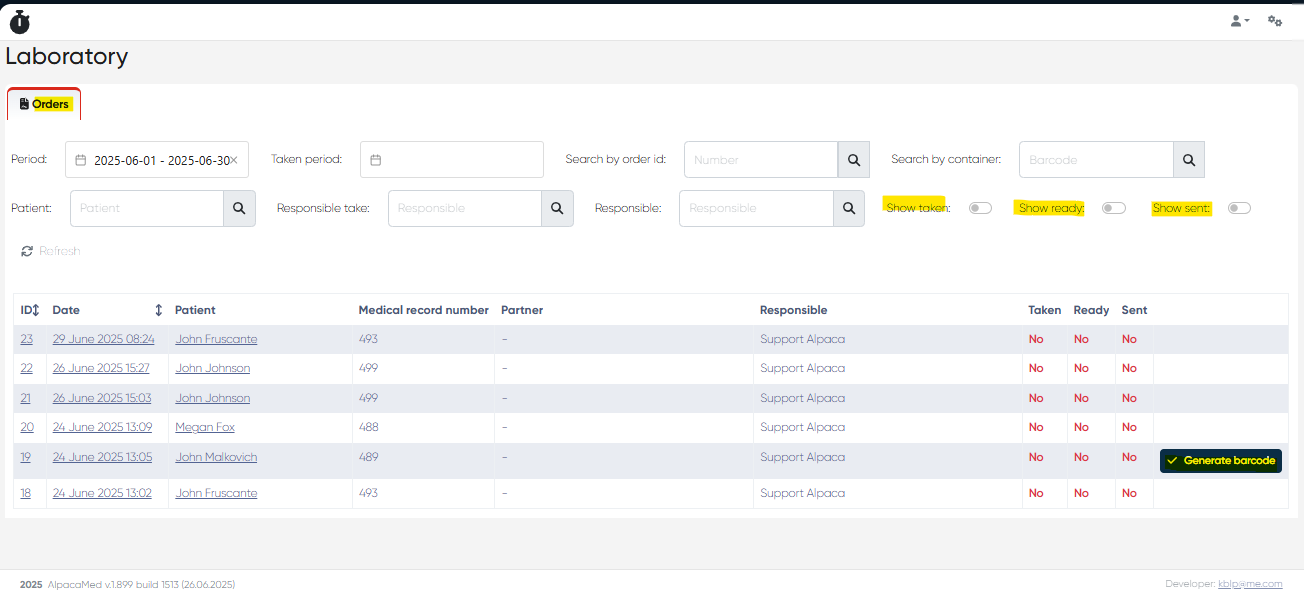 Laboratory
Orders
Period: 2025-06-01 - 2025-06-30 Taken period: Search by order id: Number Search by container: Barcode
Patient: Patient Responsible take: Responsible Responsible: Responsible Show taken: Show ready: Show sent:
Refresh
ID Date Patient Medical record number Partner Responsible Taken Ready Sent
23 29 June 2025 08:24 John Fruscante 493 - Support Alpaca No No No
22 26 June 2025 15:27 John Johnson 499 - Support Alpaca No No No
21 26 June 2025 15:03 John Johnson 499 - Support Alpaca No No No
20 24 June 2025 13:09 Megan Fox 488 - Support Alpaca No No No
19 24 June 2025 13:05 John Malkovich 489 - Support Alpaca No No No Generate barcode
18 24 June 2025 13:02 John Fruscante 493 - Support Alpaca No No No
2025 AlpacaMed v.1.899 build 1513 (26.06.2025) Developer: kblp@me.com